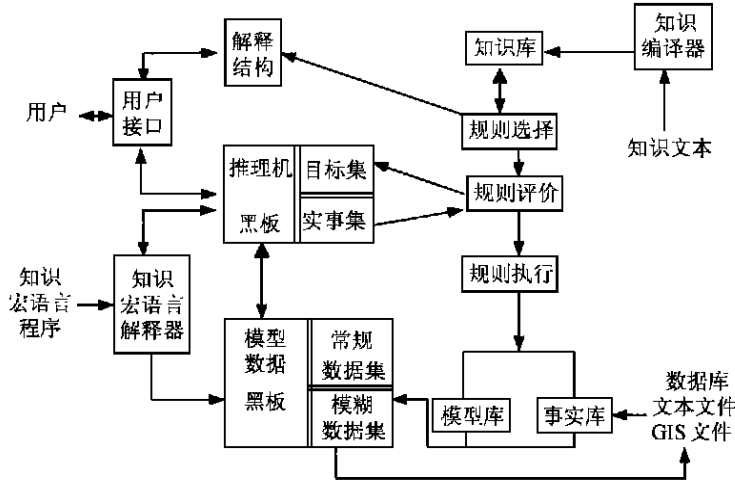 解释
结构
知识库
知识
编译器
用户
用户
接口
规则选择
知识文本
推理机
黑板
目标集
实事集
规则评价
知识
宏语言
程序
知识
宏语言
解释器
规则执行
模型
数据
黑板
常规
数据集
模糊
数据集
模型库
事实库
数据库
文本文件
GIS 文件